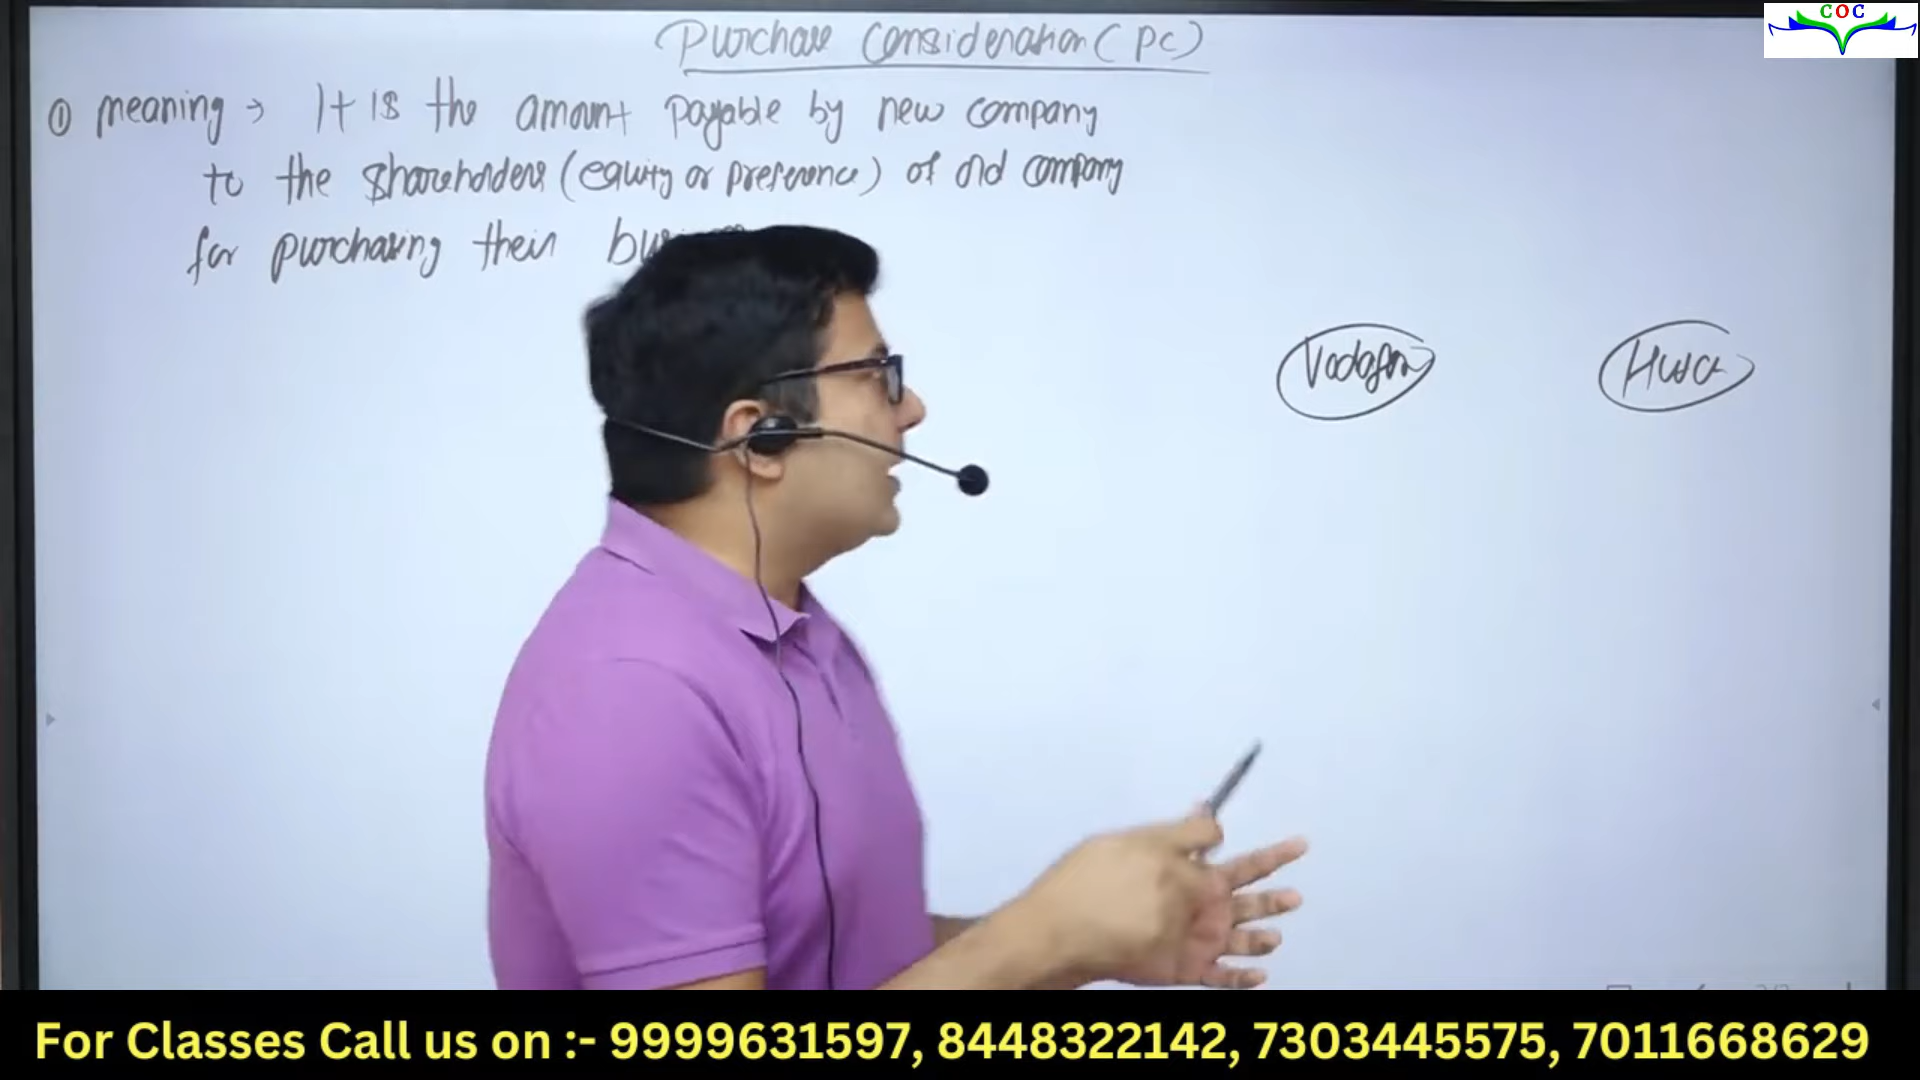 COC
Purchase Consideration (PC)
① meaning → It is the amount payable by new company
to the shareholders (equity or preference) of old company
for purchasing their
Vodafon
Hutch
For Classes Call us on :- 9999631597, 8448322142, 7303445575, 7011668629